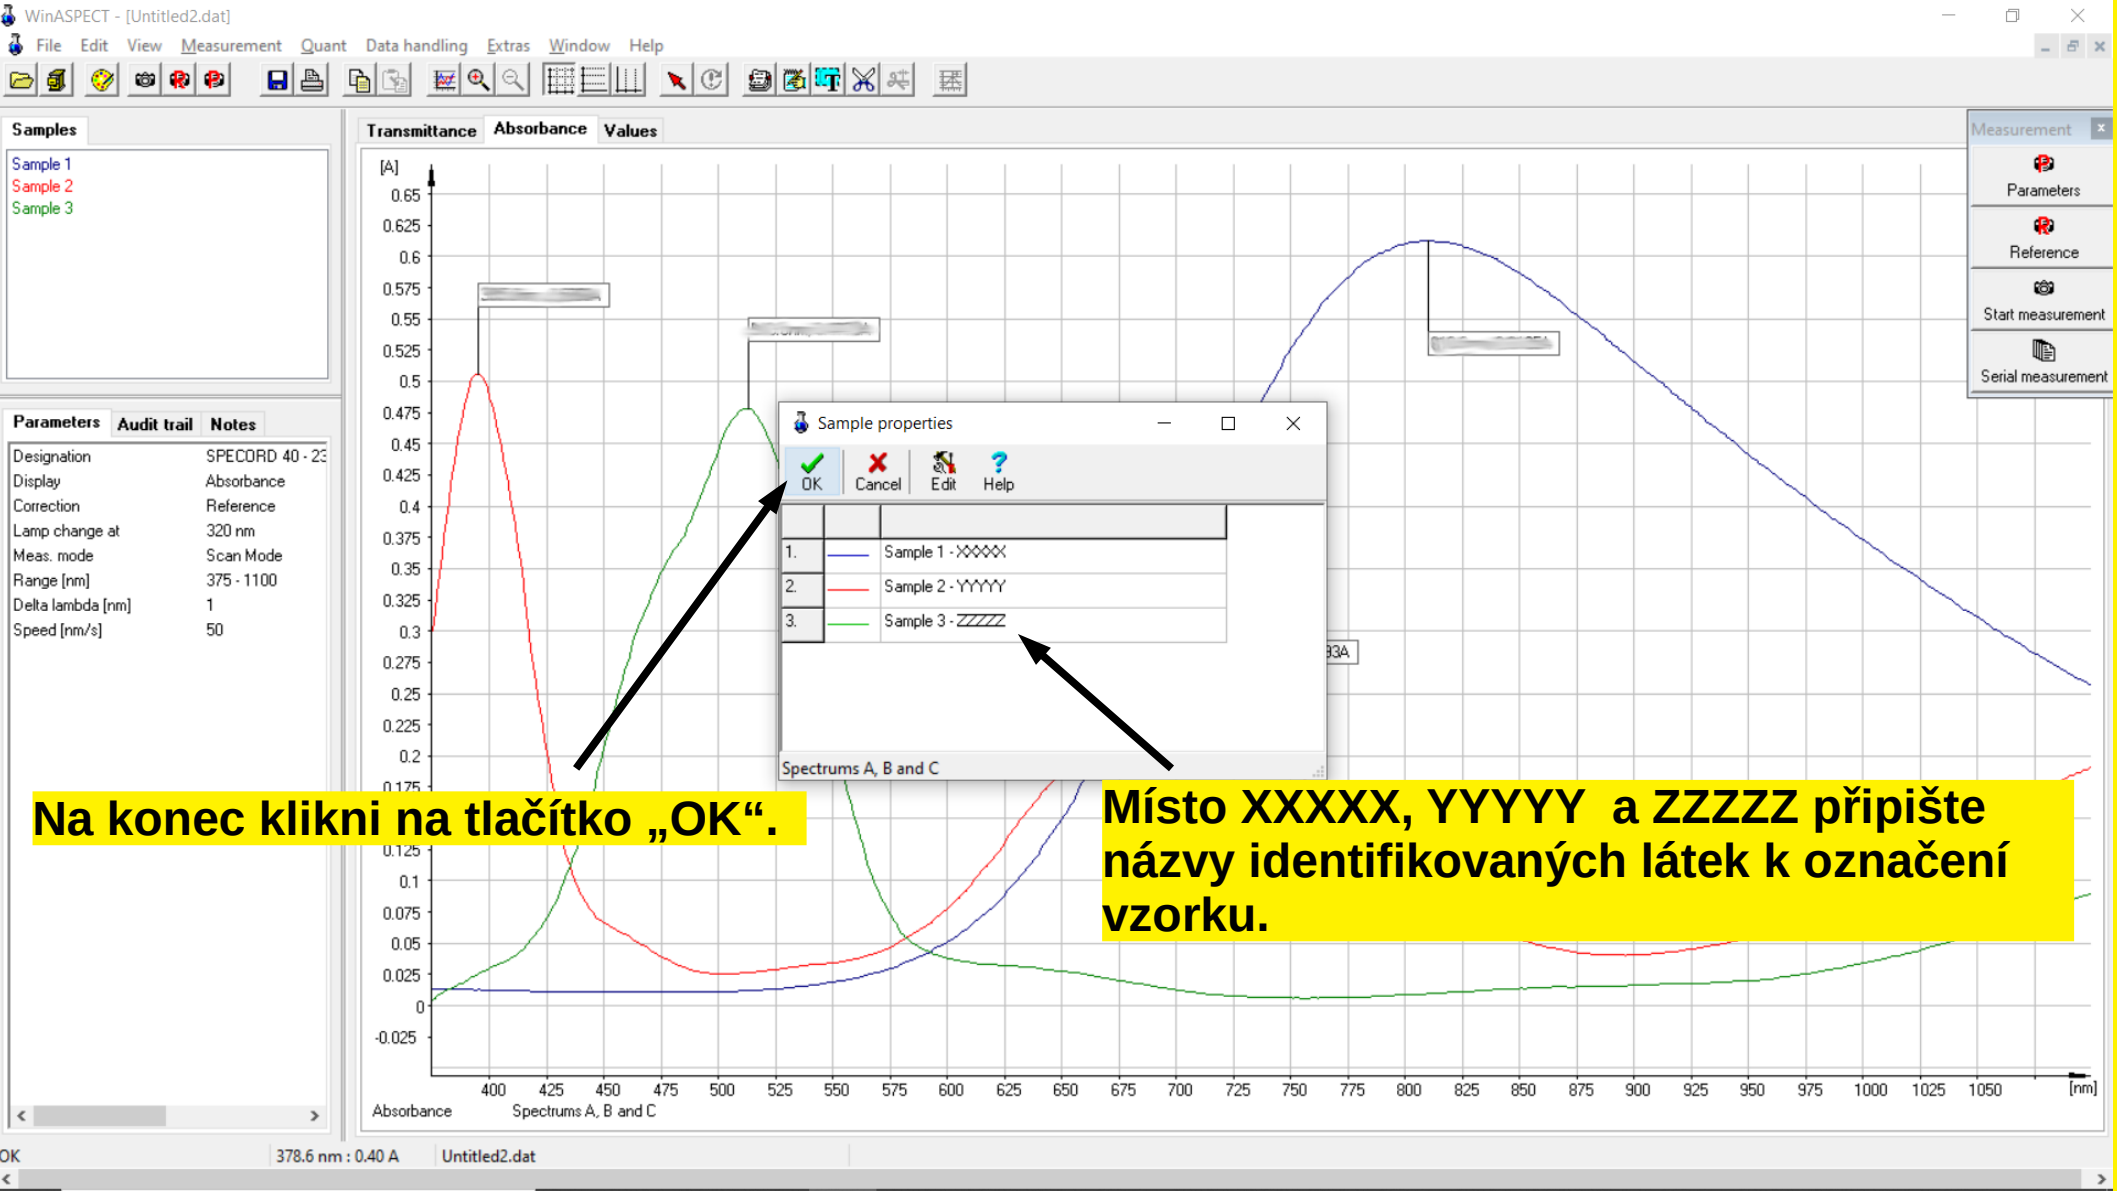 WinASPECT - [Untitled2.dat]
File Edit View Measurement Quant Data handling Extras Window Help
Samples
Sample 1
Sample 2
Sample 3
Parameters Audit trail Notes
Designation SPECORD 40 - 23
Display Absorbance
Correction Reference
Lamp change at 320 nm
Meas. mode Scan Mode
Range [nm] 375 - 1100
Delta lambda [nm] 1
Speed [nm/s] 50
Transmittance Absorbance Values
[A]
0.65
0.625
0.6
0.575
0.55
0.525
0.5
0.475
0.45
0.425
0.4
0.375
0.35
0.325
0.3
0.275
0.25
0.225
0.2
0.175
0.125
0.1
0.075
0.05
0.025
0
-0.025
400 425 450 475 500 525 550 575 600 625 650 675 700 725 750 775 800 825 850 875 900 925 950 975 1000 1025 1050 [nm]
Absorbance Spectrums A, B and C
Sample properties
OK Cancel Edit Help
1. Sample 1 - XXXXX
2. Sample 2 - YYYYY
3. Sample 3 - ZZZZZ
Spectrums A, B and C
93A
Measurement
Parameters
Reference
Start measurement
Serial measurement
Na konec klikni na tlačítko „OK“.
Místo XXXXX, YYYYY a ZZZZZ připište
názvy identifikovaných látek k označení
vzorku.
OK 378.6 nm : 0.40 A Untitled2.dat